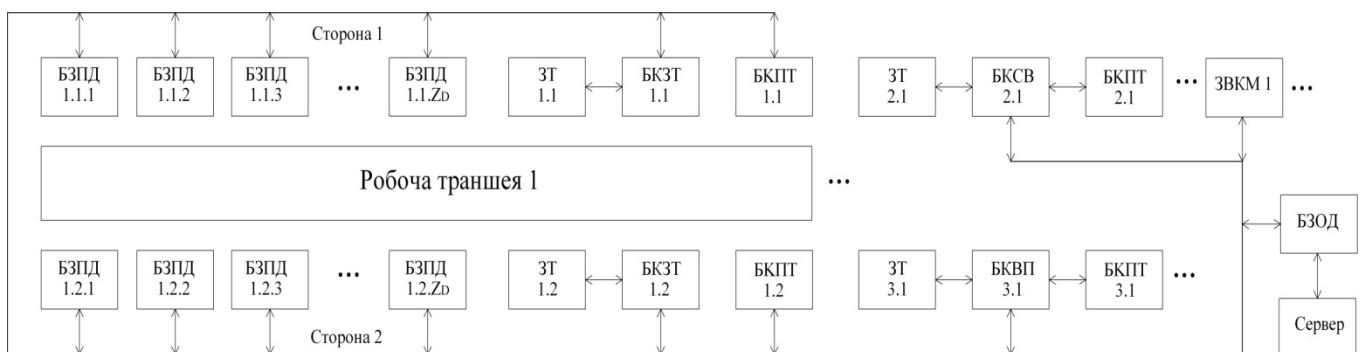 Сторона 1
БЗПД
1.1.1
БЗПД
1.1.2
БЗПД
1.1.3
...
БЗПД
1.1.ZD
ЗТ
1.1
БКЗТ
1.1
БКПТ
1.1
ЗТ
2.1
БКСВ
2.1
БКПТ
2.1
...
ЗВКМ 1
...
Робоча траншея 1
...
БЗОД
БЗПД
1.2.1
БЗПД
1.2.2
БЗПД
1.2.3
...
БЗПД
1.2.ZD
ЗТ
1.2
БКЗТ
1.2
БКПТ
1.2
ЗТ
3.1
БКВП
3.1
БКПТ
3.1
...
Сервер
Сторона 2